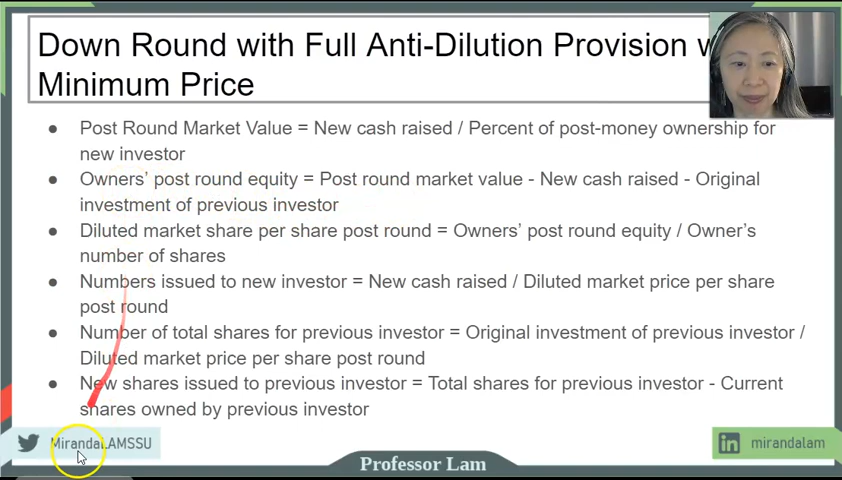 Down Round with Full Anti-Dilution Provision w
Minimum Price
● Post Round Market Value = New cash raised / Percent of post-money ownership for
new investor
● Owners’ post round equity = Post round market value - New cash raised - Original
investment of previous investor
● Diluted market share per share post round = Owners’ post round equity / Owner’s
number of shares
● Numbers issued to new investor = New cash raised / Diluted market price per share
post round
● Number of total shares for previous investor = Original investment of previous investor /
Diluted market price per share post round
● New shares issued to previous investor = Total shares for previous investor - Current
shares owned by previous investor
MirandaLAMSSU
in mirandalam
Professor Lam